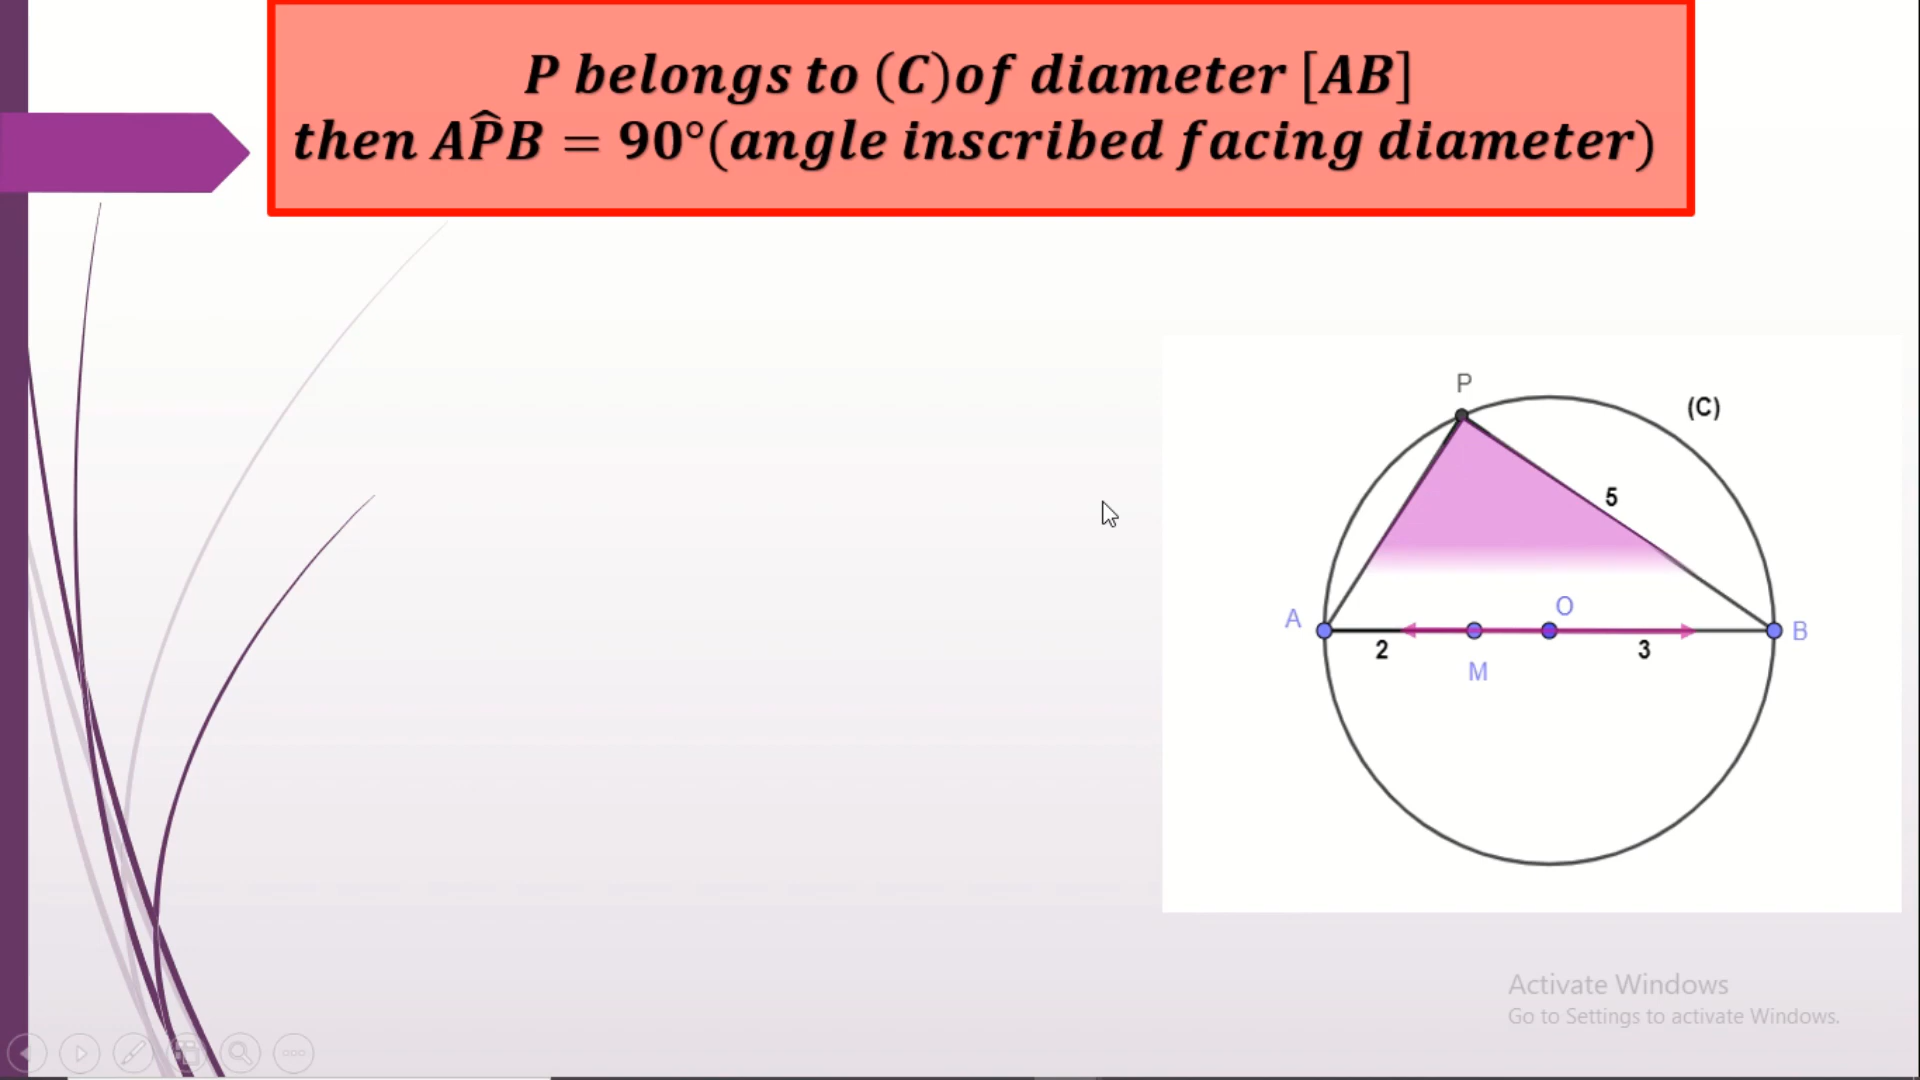 P belongs to (C)of diameter [AB]
then AP̂B = 90°(angle inscribed facing diameter)
P
(C)
5
O
A
B
2
3
M
Activate Windows
Go to Settings to activate Windows.